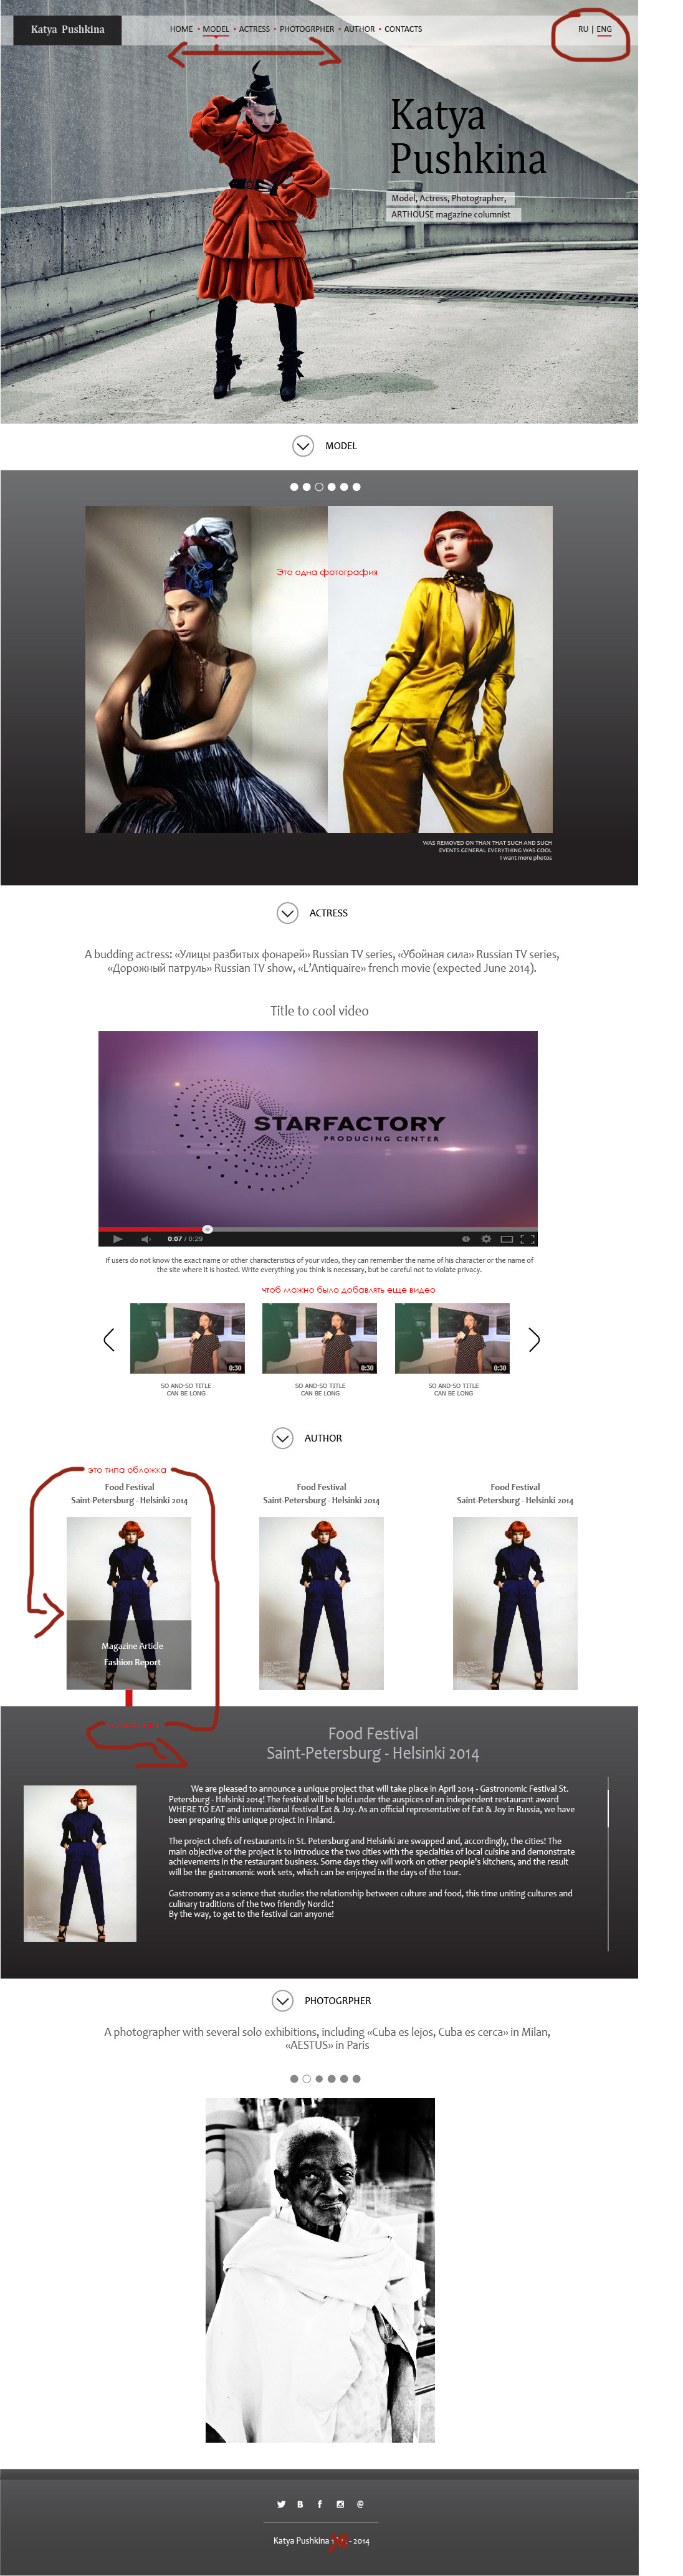 Katya Pushkina
HOME • MODEL • ACTRESS • PHOTOGRPHER • AUTHOR • CONTACTS
RU | ENG
Katya
Pushkina
Model, Actress, Photographer,
ARTHOUSE magazine columnist
MODEL
Это одна фотография
WAS REMOVED ON THAN THAT SUCH AND SUCH
EVENTS GENERAL EVERYTHING WAS COOL
I want more photos
ACTRESS
A budding actress: «Улицы разбитых фонарей» Russian TV series, «Убойная сила» Russian TV series,
«Дорожный патруль» Russian TV show, «L'Antiquaire» french movie (expected June 2014).
Title to cool video
STARFACTORY
PRODUCING CENTER
0:07 / 0:29
If users do not know the exact name or other characteristics of your video, they can remember the name of his character or the name of
the site where it is hosted. Write everything you think is necessary, but be careful not to violate privacy.
чтоб можно было добавлять еще видео
0:30
0:30
0:30
SO AND-SO TITLE
CAN BE LONG
SO AND-SO TITLE
CAN BE LONG
SO AND-SO TITLE
CAN BE LONG
AUTHOR
это типа обложка
Food Festival
Saint-Petersburg - Helsinki 2014
Food Festival
Saint-Petersburg - Helsinki 2014
Food Festival
Saint-Petersburg - Helsinki 2014
Magazine Article
Fashion Report
Food Festival
Saint-Petersburg - Helsinki 2014
We are pleased to announce a unique project that will take place in April 2014 - Gastronomic Festival St.
Petersburg - Helsinki 2014! The festival will be held under the auspices of an independent restaurant award
WHERE TO EAT and international festival Eat & Joy. As an official representative of Eat & Joy in Russia, we have
been preparing this unique project in Finland.
The project chefs of restaurants in St. Petersburg and Helsinki are swapped and, accordingly, the cities! The
main objective of the project is to introduce the two cities with the specialties of local cuisine and demonstrate
achievements in the restaurant business. Some days they will work on other people's kitchens, and the result
will be the gastronomic work sets, which can be enjoyed in the days of the tour.
Gastronomy as a science that studies the relationship between culture and food, this time uniting cultures and
culinary traditions of the two friendly Nordic!
By the way, to get to the festival can anyone!
PHOTOGRPHER
A photographer with several solo exhibitions, including «Cuba es lejos, Cuba es cerca» in Milan,
«AESTUS» in Paris
Katya Pushkina - 2014